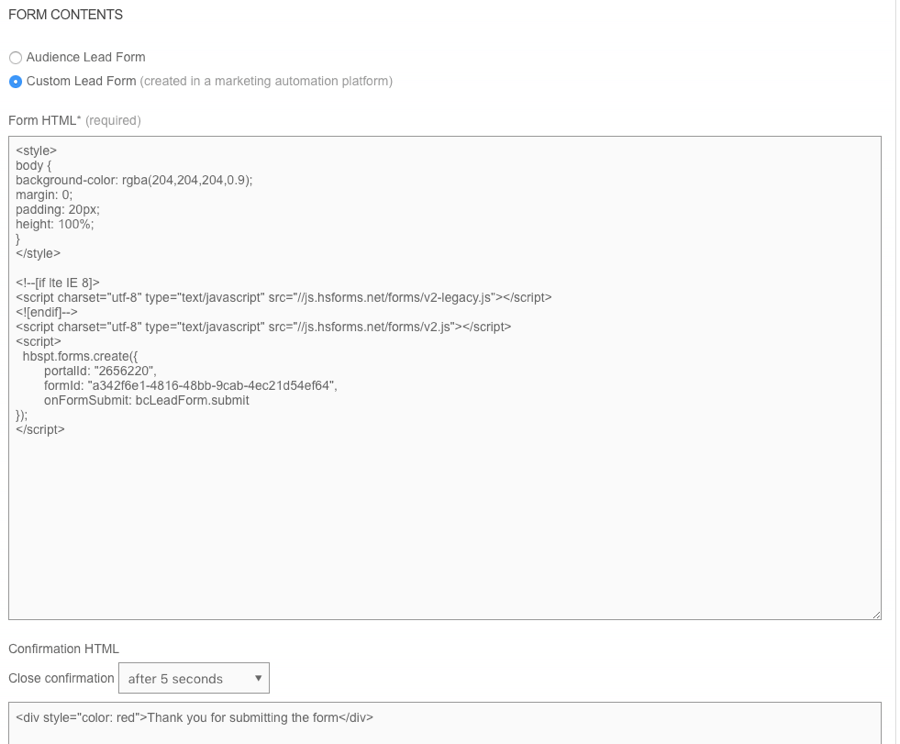 FORM CONTENTS
Audience Lead Form
Custom Lead Form (created in a marketing automation platform)
Form HTML* (required)
<style>
body {
background-color: rgba(204,204,204,0.9);
margin: 0;
padding: 20px;
height: 100%;
}
</style>
<!--[if lte IE 8]>
<script charset="utf-8" type="text/javascript" src="//js.hsforms.net/forms/v2-legacy.js"></script>
<![endif]-->
<script charset="utf-8" type="text/javascript" src="//js.hsforms.net/forms/v2.js"></script>
<script>
hbspt.forms.create({
portalId: "2656220",
formId: "a342f6e1-4816-48bb-9cab-4ec21d54ef64",
onFormSubmit: bcLeadForm.submit
});
</script>
Confirmation HTML
Close confirmation after 5 seconds
<div style="color: red">Thank you for submitting the form</div>